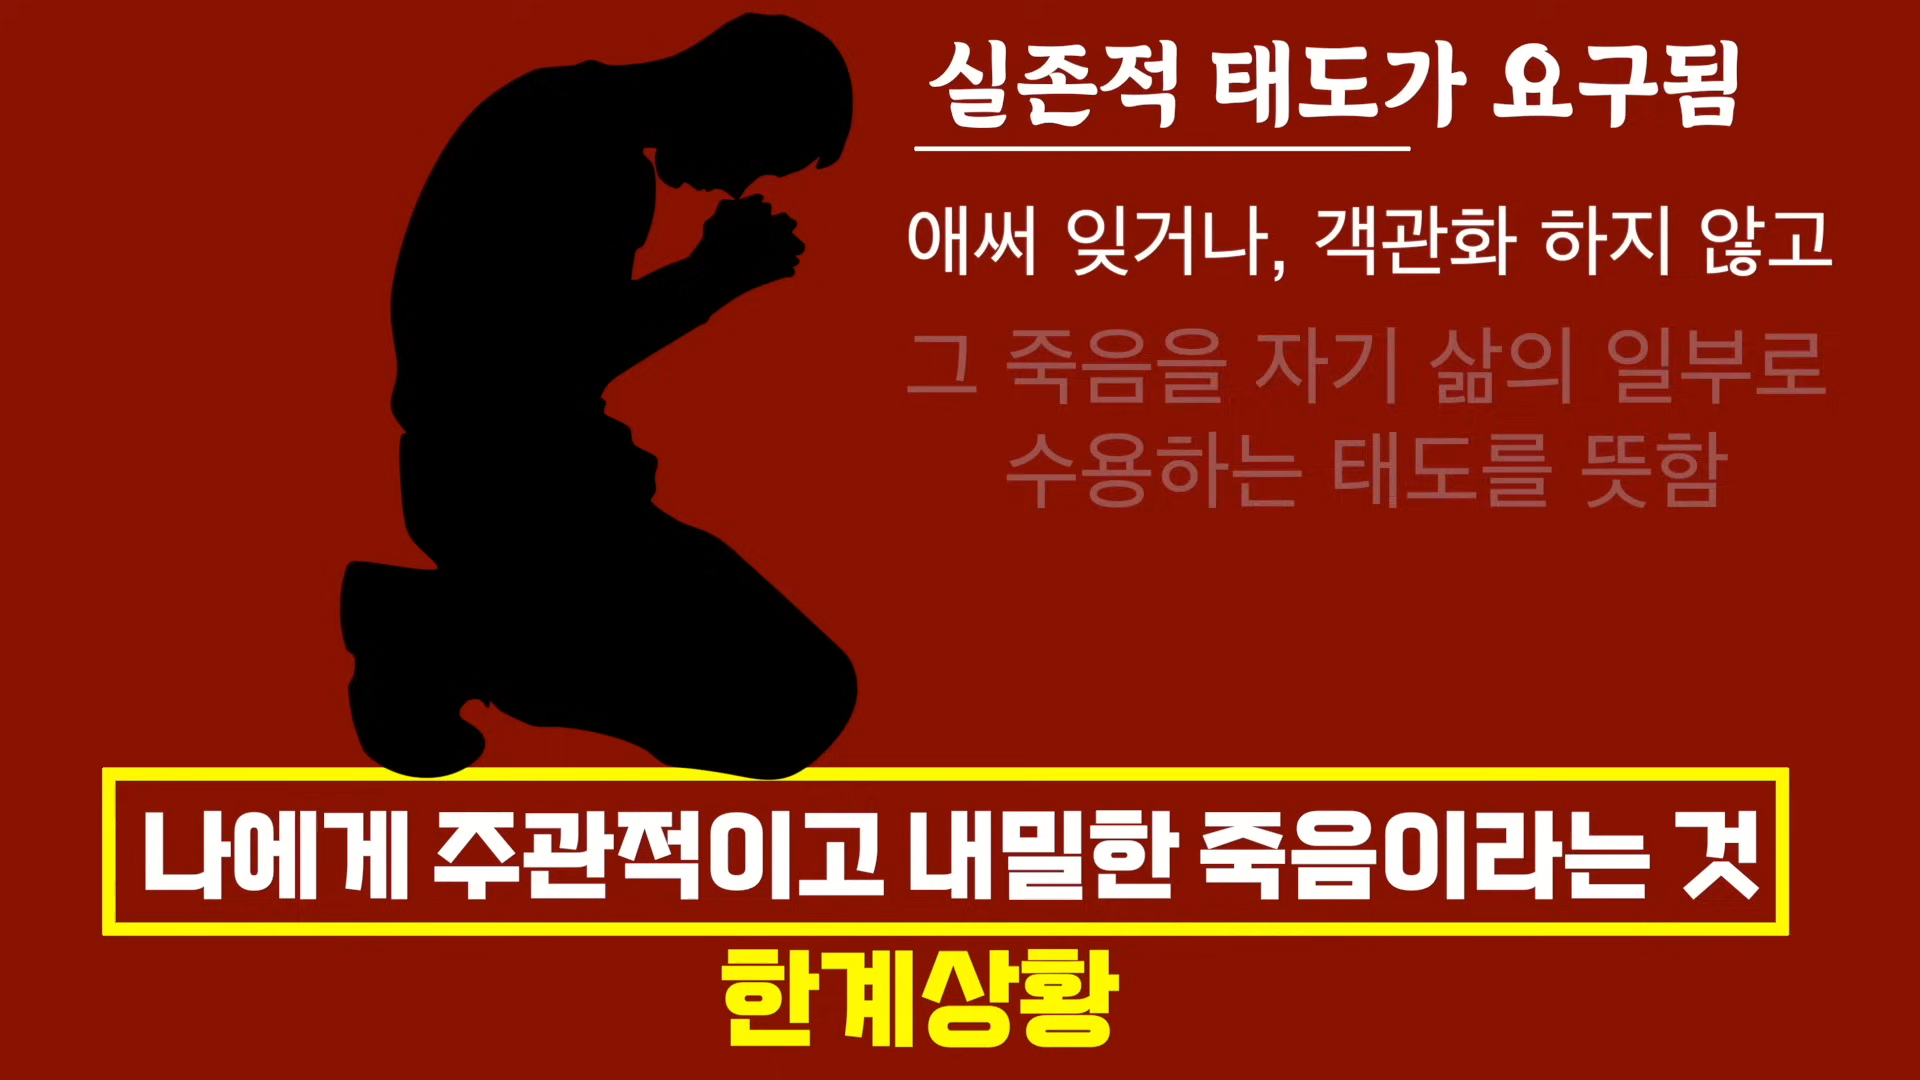 실존적 태도가 요구됨
애써 잊거나, 객관화 하지 않고
그 죽음을 자기 삶의 일부로
수용하는 태도를 뜻함
나에게 주관적이고 내밀한 죽음이라는 것
한계상황